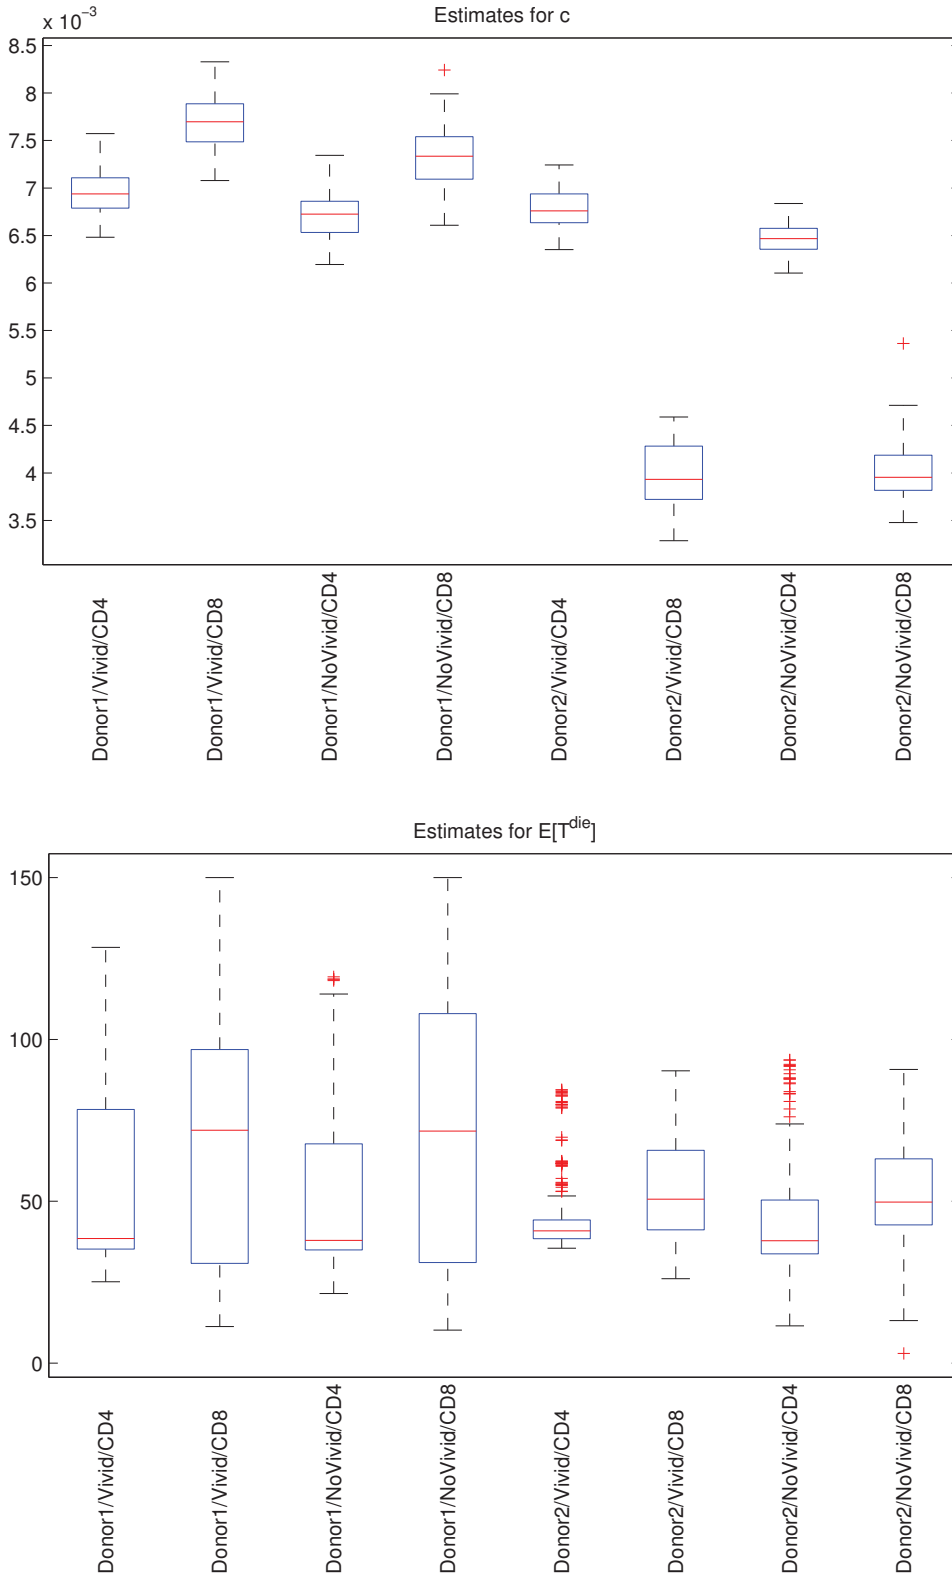 x 10^-3
Estimates for c
8.5
8
7.5
7
6.5
6
5.5
5
4.5
4
3.5
Donor1/Vivid/CD4
Donor1/Vivid/CD8
Donor1/NoVivid/CD4
Donor1/NoVivid/CD8
Donor2/Vivid/CD4
Donor2/Vivid/CD8
Donor2/NoVivid/CD4
Donor2/NoVivid/CD8
Estimates for E[T^die]
150
100
50
0
Donor1/Vivid/CD4
Donor1/Vivid/CD8
Donor1/NoVivid/CD4
Donor1/NoVivid/CD8
Donor2/Vivid/CD4
Donor2/Vivid/CD8
Donor2/NoVivid/CD4
Donor2/NoVivid/CD8